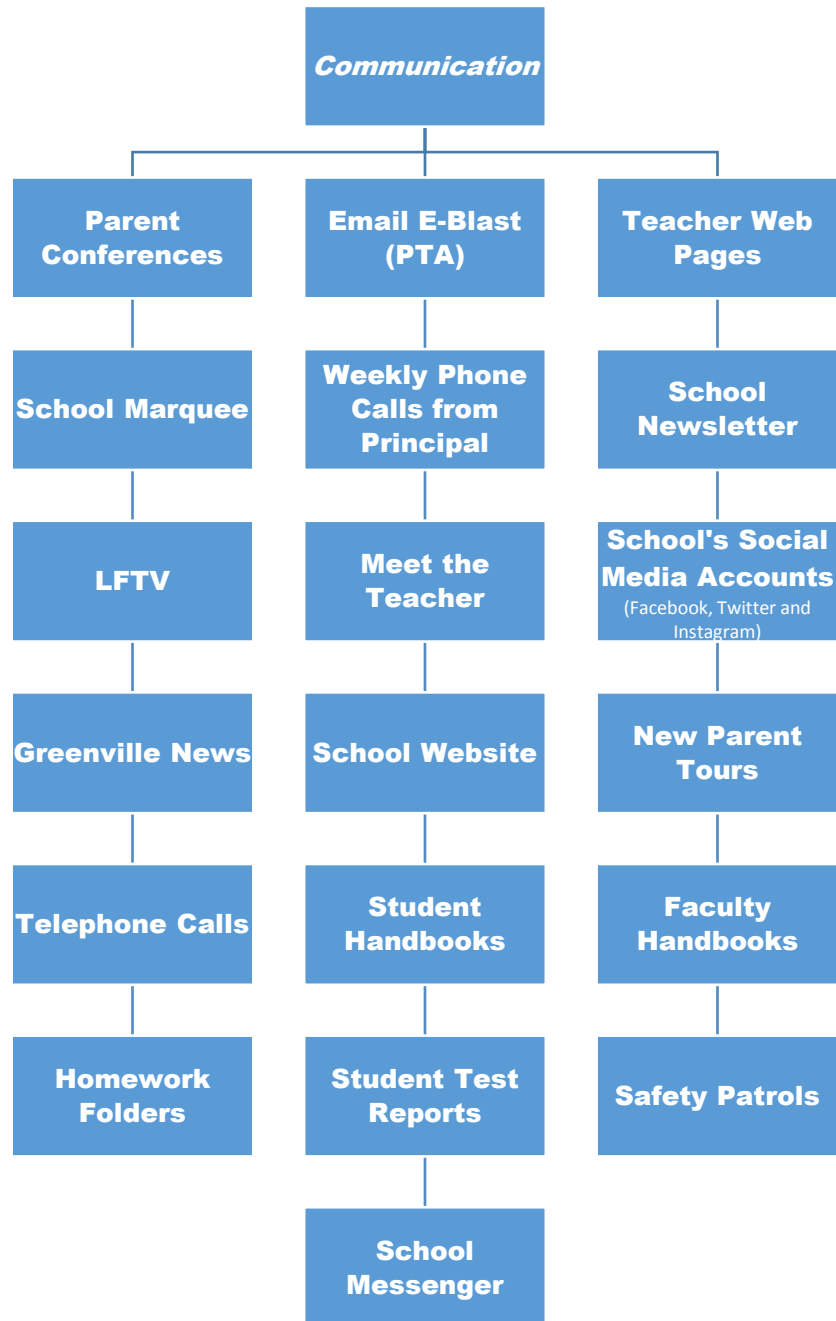 Communication
Parent
Conferences
School Marquee
LFTV
Greenville News
Telephone Calls
Homework
Folders
Email E-Blast
(PTA)
Weekly Phone
Calls from
Principal
Meet the
Teacher
School Website
Student
Handbooks
Student Test
Reports
School
Messenger
Teacher Web
Pages
School
Newsletter
School's Social
Media Accounts
(Facebook, Twitter and
Instagram)
New Parent
Tours
Faculty
Handbooks
Safety Patrols